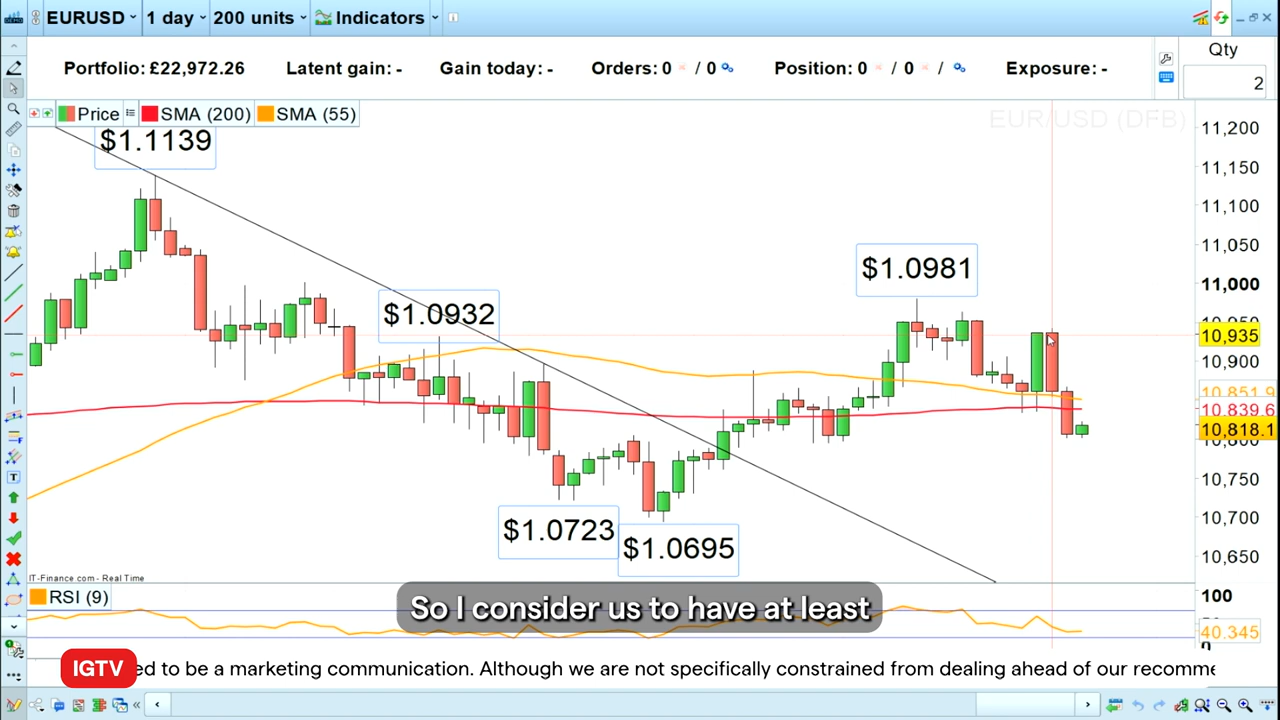 EURUSD 1 day 200 units Indicators
Portfolio: £22,972.26 Latent gain: - Gain today: - Orders: 0 / 0 Position: 0 / 0 / Exposure: -
Qty
2
Price SMA (200) SMA (55)
EUR/USD (DFB)
$1.1139
$1.0981
$1.0932
$1.0723
$1.0695
11,200
11,150
11,100
11,050
11,000
10,935
10,900
10,851.9
10,839.6
10,818.1
10,750
10,700
10,650
IT-Finance.com - Real Time
RSI (9)
100
40.345
0
So I consider us to have at least
IGTV
ed to be a marketing communication. Although we are not specifically constrained from dealing ahead of our recomme